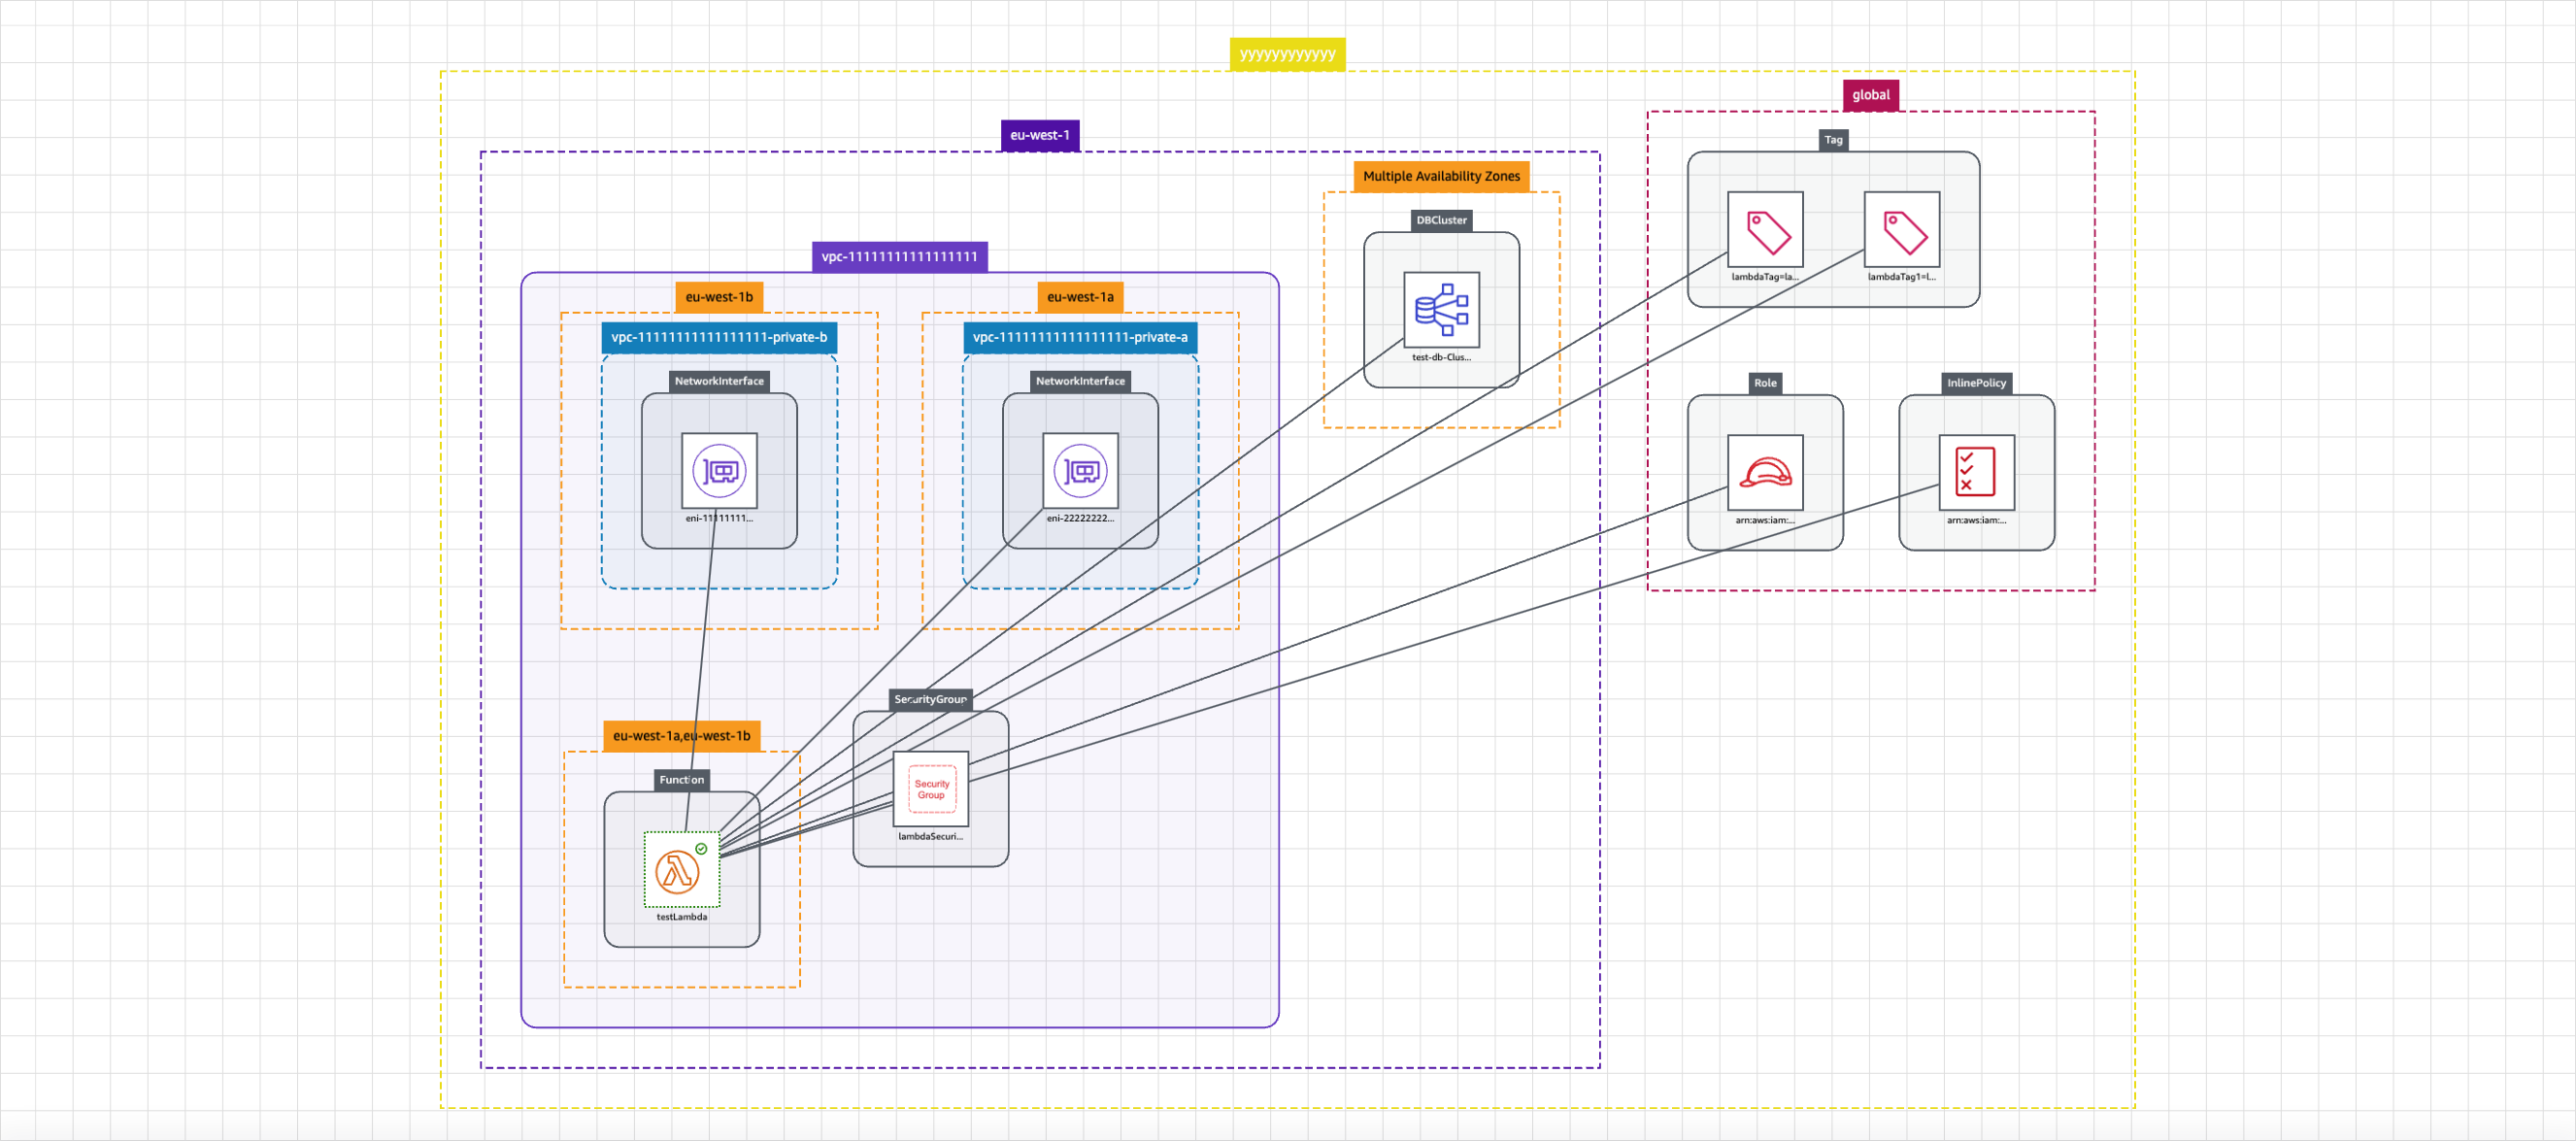 yyyyyyyyyyyy
global
eu-west-1
Tag
Multiple Availability Zones
DBCluster
lambdaTag=la...
lambdaTag1=l...
vpc-11111111111111111
eu-west-1b
eu-west-1a
vpc-11111111111111111-private-b
vpc-11111111111111111-private-a
test-db-Clus...
NetworkInterface
NetworkInterface
Role
InlinePolicy
eni-11111111...
eni-22222222...
arn:aws:iam:...
arn:aws:iam:...
SecurityGroup
eu-west-1a,eu-west-1b
Function
Security
Group
lambdaSecuri...
testLambda